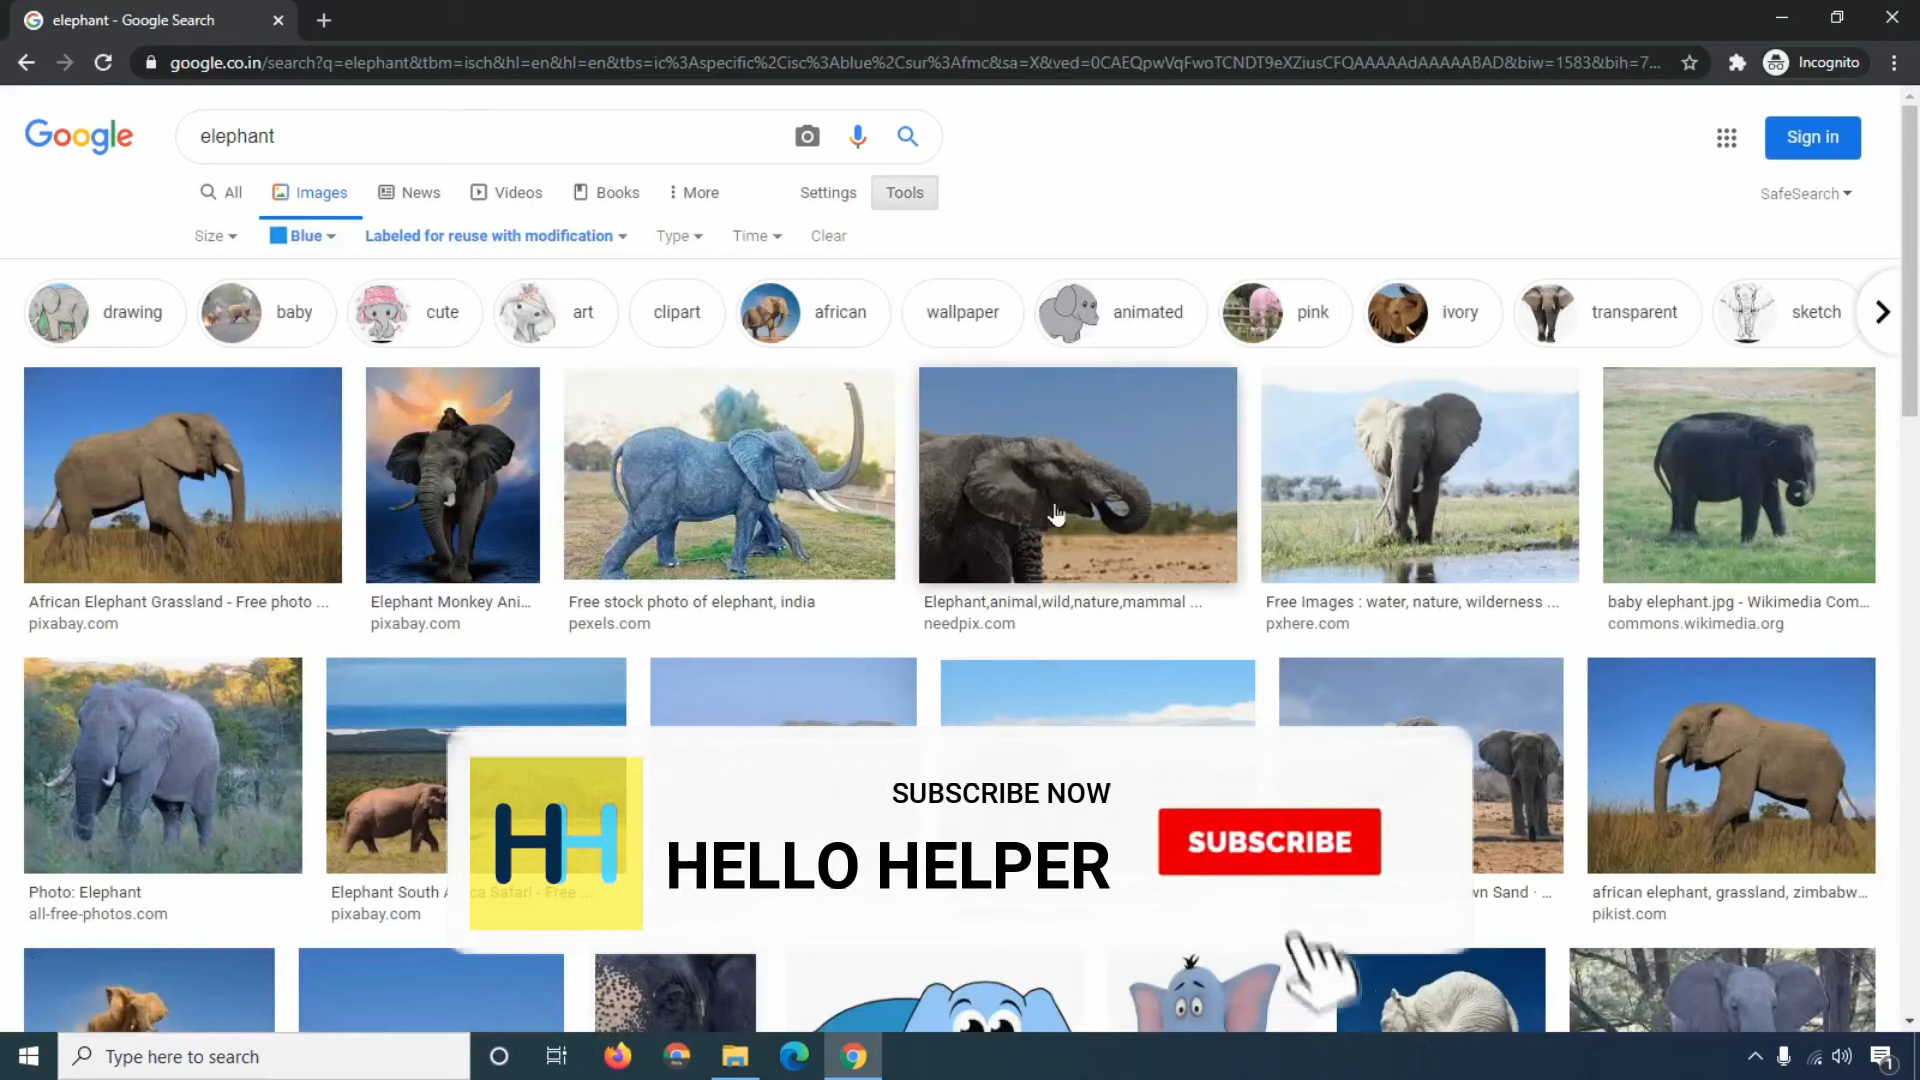 elephant - Google Search
google.co.in/search?q=elephant&tbm=isch&hl=en&hl=en&tbs=ic%3Aspecific%2Cisc%3Ablue%2Csur%3Afmc&sa=X&ved=0CAEQpwVqFwoTCNDT9eXZiusCFQAAAAAdAAAAABAD&biw=1583&bih=7...
Incognito
Google
elephant
Sign in
All
Images
News
Videos
Books
More
Settings
Tools
SafeSearch
Size
Blue
Labeled for reuse with modification
Type
Time
Clear
drawing
baby
cute
art
clipart
african
wallpaper
animated
pink
ivory
transparent
sketch
African Elephant Grassland - Free photo ...
pixabay.com
Elephant Monkey Ani...
pixabay.com
Free stock photo of elephant, india
pexels.com
Elephant,animal,wild,nature,mammal ...
needpix.com
Free Images : water, nature, wilderness ...
pxhere.com
baby elephant.jpg - Wikimedia Com...
commons.wikimedia.org
Photo: Elephant
all-free-photos.com
Elephant South Africa Safari - Free ...
pixabay.com
wn Sand · ...
african elephant, grassland, zimbabw...
pikist.com
HH
SUBSCRIBE NOW
HELLO HELPER
SUBSCRIBE
Type here to search
1